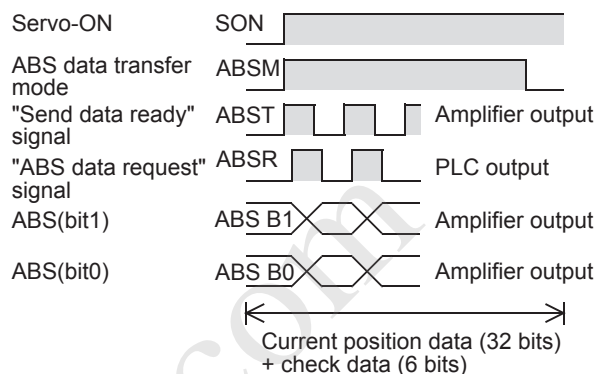 Servo-ON SON
ABS data transfer mode ABSM
"Send data ready" signal ABST Amplifier output
"ABS data request" signal ABSR PLC output
ABS(bit1) ABS B1 Amplifier output
ABS(bit0) ABS B0 Amplifier output
Current position data (32 bits)
+ check data (6 bits)
com